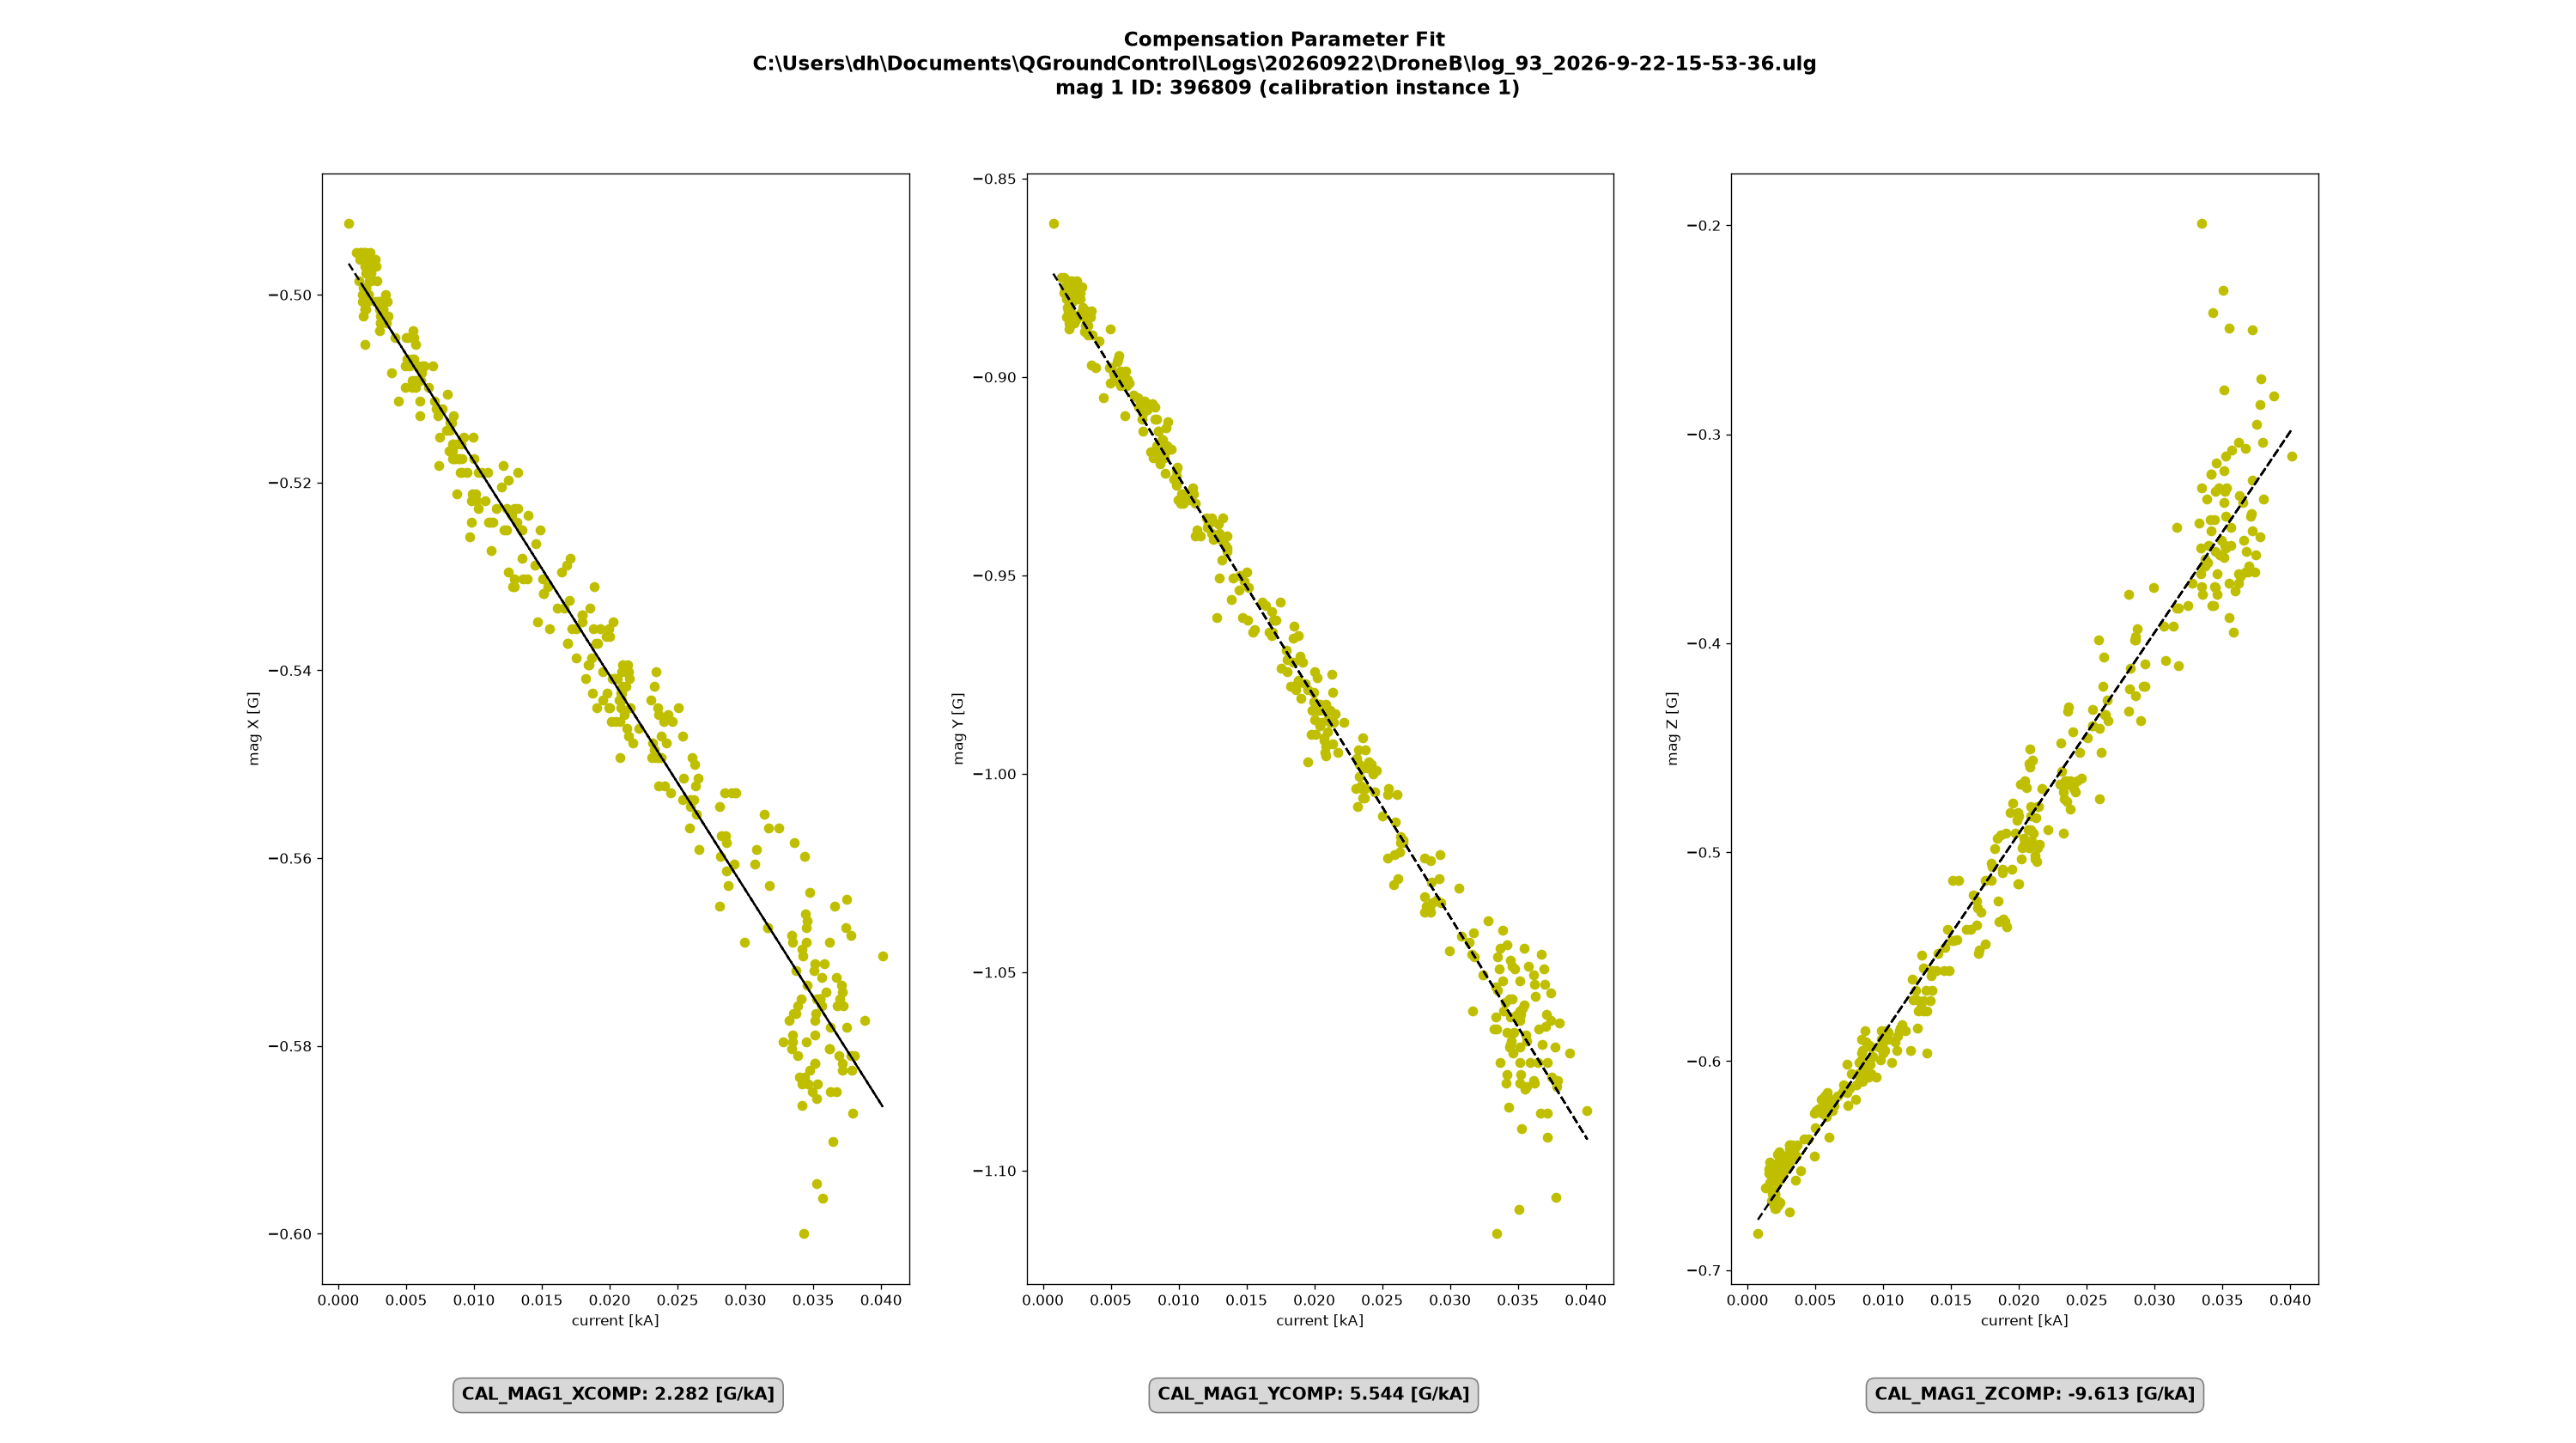 Compensation Parameter Fit
C:\Users\dh\Documents\QGroundControl\Logs\20260922\DroneB\log_93_2026-9-22-15-53-36.ulg
mag 1 ID: 396809 (calibration instance 1)
mag X [G]
−0.50
−0.52
−0.54
−0.56
−0.58
−0.60
0.000 0.005 0.010 0.015 0.020 0.025 0.030 0.035 0.040
current [kA]
CAL_MAG1_XCOMP: 2.282 [G/kA]
mag Y [G]
−0.85
−0.90
−0.95
−1.00
−1.05
−1.10
0.000 0.005 0.010 0.015 0.020 0.025 0.030 0.035 0.040
current [kA]
CAL_MAG1_YCOMP: 5.544 [G/kA]
mag Z [G]
−0.2
−0.3
−0.4
−0.5
−0.6
−0.7
0.000 0.005 0.010 0.015 0.020 0.025 0.030 0.035 0.040
current [kA]
CAL_MAG1_ZCOMP: -9.613 [G/kA]